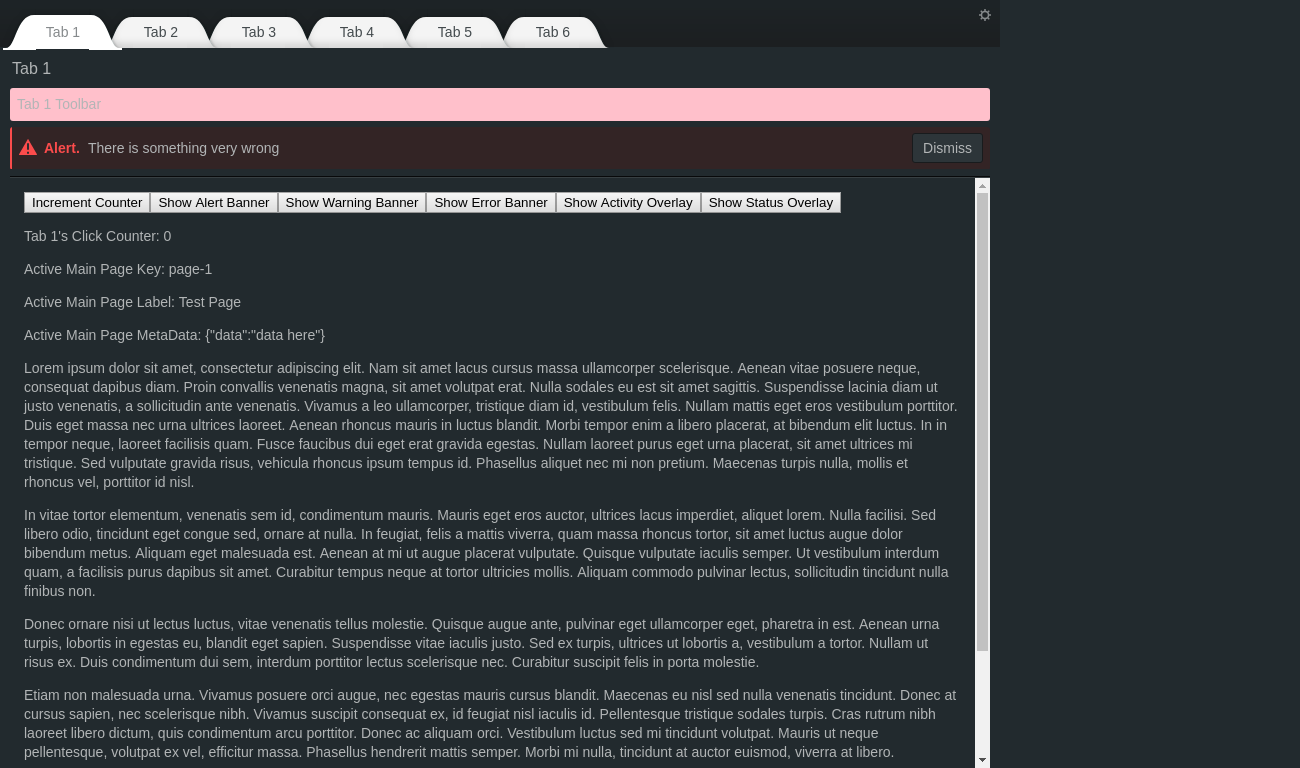 Tab 1 Tab 2 Tab 3 Tab 4 Tab 5 Tab 6
Tab 1
Tab 1 Toolbar
Alert. There is something very wrong Dismiss
Increment Counter Show Alert Banner Show Warning Banner Show Error Banner Show Activity Overlay Show Status Overlay
Tab 1's Click Counter: 0
Active Main Page Key: page-1
Active Main Page Label: Test Page
Active Main Page MetaData: {"data":"data here"}
Lorem ipsum dolor sit amet, consectetur adipiscing elit. Nam sit amet lacus cursus massa ullamcorper scelerisque. Aenean vitae posuere neque,
consequat dapibus diam. Proin convallis venenatis magna, sit amet volutpat erat. Nulla sodales eu est sit amet sagittis. Suspendisse lacinia diam ut
justo venenatis, a sollicitudin ante venenatis. Vivamus a leo ullamcorper, tristique diam id, vestibulum felis. Nullam mattis eget eros vestibulum porttitor.
Duis eget massa nec urna ultrices laoreet. Aenean rhoncus mauris in luctus blandit. Morbi tempor enim a libero placerat, at bibendum elit luctus. In in
tempor neque, laoreet facilisis quam. Fusce faucibus dui eget erat gravida egestas. Nullam laoreet purus eget urna placerat, sit amet ultrices mi
tristique. Sed vulputate gravida risus, vehicula rhoncus ipsum tempus id. Phasellus aliquet nec mi non pretium. Maecenas turpis nulla, mollis et
rhoncus vel, porttitor id nisl.
In vitae tortor elementum, venenatis sem id, condimentum mauris. Mauris eget eros auctor, ultrices lacus imperdiet, aliquet lorem. Nulla facilisi. Sed
libero odio, tincidunt eget congue sed, ornare at nulla. In feugiat, felis a mattis viverra, quam massa rhoncus tortor, sit amet luctus augue dolor
bibendum metus. Aliquam eget malesuada est. Aenean at mi ut augue placerat vulputate. Quisque vulputate iaculis semper. Ut vestibulum interdum
quam, a facilisis purus dapibus sit amet. Curabitur tempus neque at tortor ultricies mollis. Aliquam commodo pulvinar lectus, sollicitudin tincidunt nulla
finibus non.
Donec ornare nisi ut lectus luctus, vitae venenatis tellus molestie. Quisque augue ante, pulvinar eget ullamcorper eget, pharetra in est. Aenean urna
turpis, lobortis in egestas eu, blandit eget sapien. Suspendisse vitae iaculis justo. Sed ex turpis, ultrices ut lobortis a, vestibulum a tortor. Nullam ut
risus ex. Duis condimentum dui sem, interdum porttitor lectus scelerisque nec. Curabitur suscipit felis in porta molestie.
Etiam non malesuada urna. Vivamus posuere orci augue, nec egestas mauris cursus blandit. Maecenas eu nisl sed nulla venenatis tincidunt. Donec at
cursus sapien, nec scelerisque nibh. Vivamus suscipit consequat ex, id feugiat nisl iaculis id. Pellentesque tristique sodales turpis. Cras rutrum nibh
laoreet libero dictum, quis condimentum arcu porttitor. Donec ac aliquam orci. Vestibulum luctus sed mi tincidunt volutpat. Mauris ut neque
pellentesque, volutpat ex vel, efficitur massa. Phasellus hendrerit mattis semper. Morbi mi nulla, tincidunt at auctor euismod, viverra at libero.